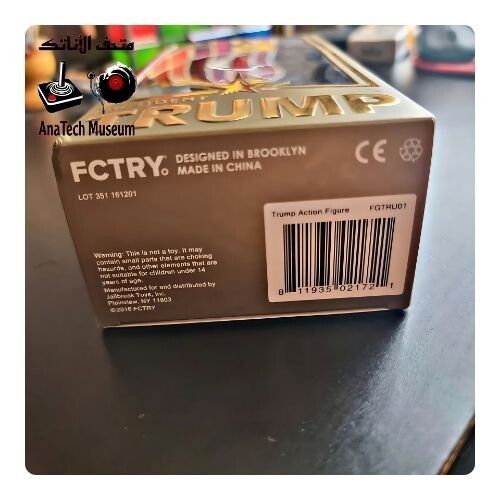 متحف الأناتك
AnaTech Museum
TRUMP
FCTRY
DESIGNED IN BROOKLYN
MADE IN CHINA
CE
LOT 351 161201
Trump Action Figure FGTRU01
8 11935 02172 1
Warning: This is not a toy. It may
contain small parts that are choking
hazards, and other elements that are
not suitable for children under 14
years of age.
Manufactured for and distributed by
Jailbreak Toys, Inc.
Plainview, NY 11803
©2016 FCTRY